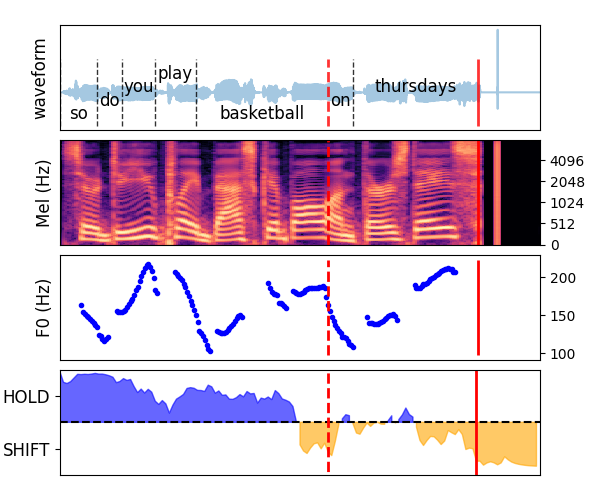 waveform
so
do
you
play
basketball
on
thursdays
Mel (Hz)
4096
2048
1024
512
0
F0 (Hz)
200
150
100
HOLD
SHIFT